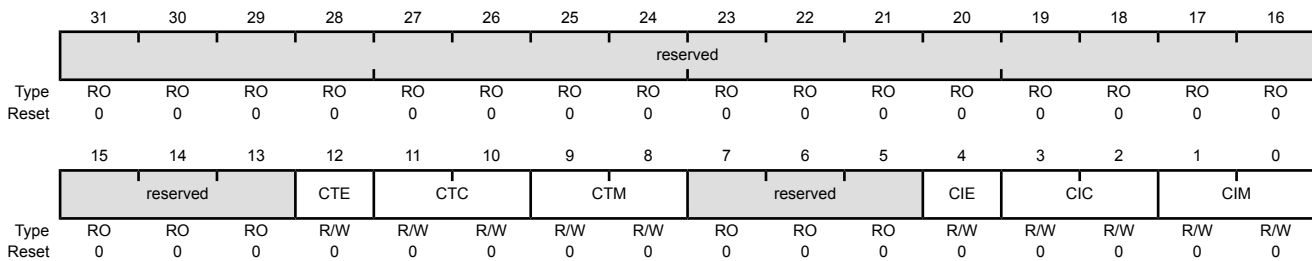 31 30 29 28 27 26 25 24 23 22 21 20 19 18 17 16
reserved
Type RO RO RO RO RO RO RO RO RO RO RO RO RO RO RO RO
Reset 0 0 0 0 0 0 0 0 0 0 0 0 0 0 0 0
15 14 13 12 11 10 9 8 7 6 5 4 3 2 1 0
reserved CTE CTC CTM reserved CIE CIC CIM
Type RO RO RO R/W R/W R/W R/W R/W RO RO RO R/W R/W R/W R/W R/W
Reset 0 0 0 0 0 0 0 0 0 0 0 0 0 0 0 0